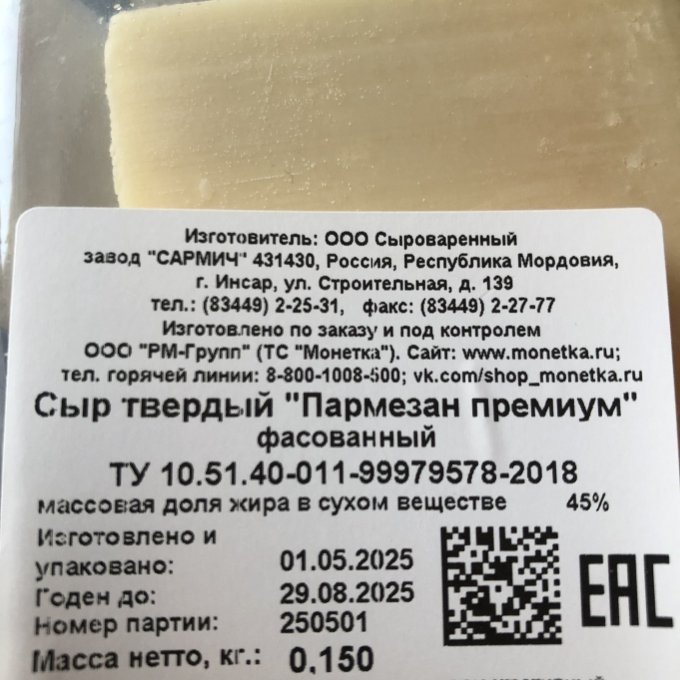 Изготовитель: ООО Сыроваренный
завод "САРМИЧ" 431430, Россия, Республика Мордовия,
г. Инсар, ул. Строительная, д. 139
тел.: (83449) 2-25-31, факс: (83449) 2-27-77
Изготовлено по заказу и под контролем
ООО "РМ-Групп" (ТС "Монетка"). Сайт: www.monetka.ru;
тел. горячей линии: 8-800-1008-500; vk.com/shop_monetka.ru
Сыр твердый "Пармезан премиум"
фасованный
ТУ 10.51.40-011-99979578-2018
массовая доля жира в сухом веществе 45%
Изготовлено и
упаковано: 01.05.2025
Годен до: 29.08.2025
Номер партии: 250501
Масса нетто, кг.: 0,150
EAC